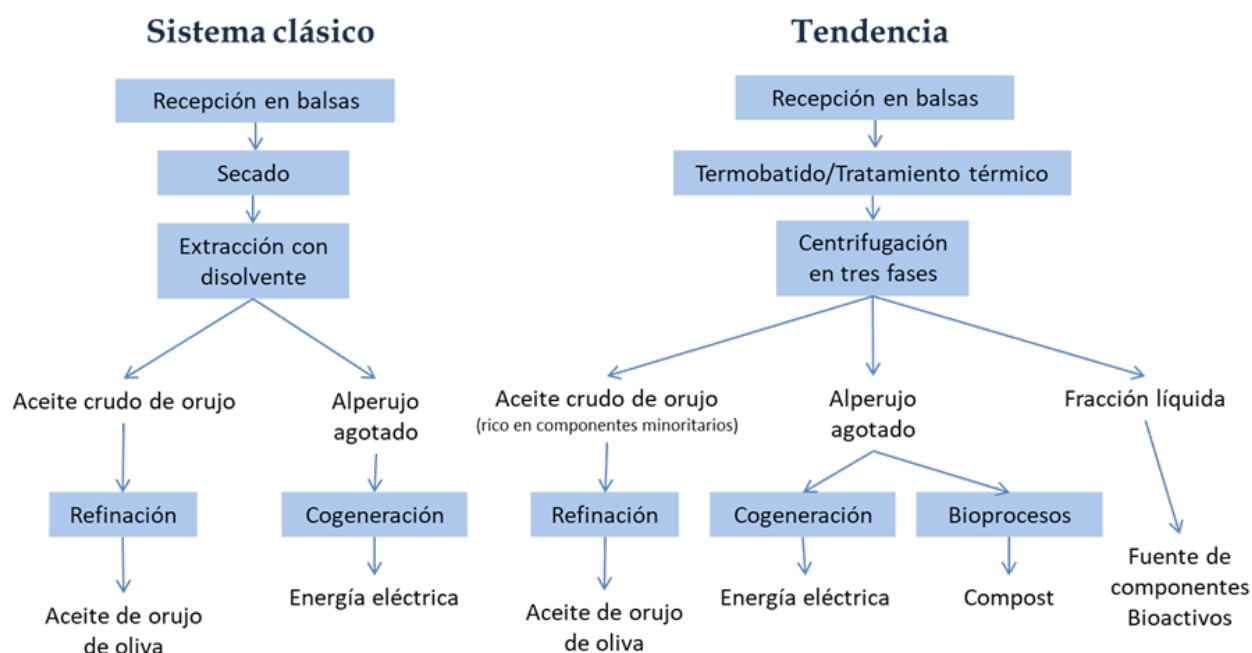 Sistema clásico
Recepción en balsas
Secado
Extracción con
disolvente
Aceite crudo de orujo
Alperujo
agotado
Refinación
Cogeneración
Aceite de orujo
de oliva
Energía eléctrica
Tendencia
Recepción en balsas
Termobatido/Tratamiento térmico
Centrifugación
en tres fases
Aceite crudo de orujo
(rico en componentes minoritarios)
Alperujo
agotado
Fracción líquida
Refinación
Cogeneración
Bioprocesos
Aceite de orujo
de oliva
Energía eléctrica
Compost
Fuente de
componentes
Bioactivos